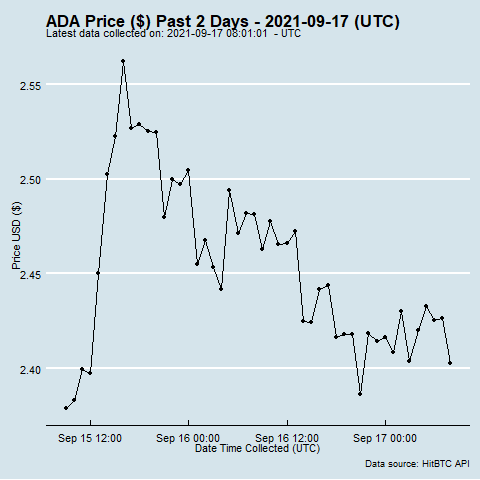 ADA Price ($) Past 2 Days - 2021-09-17 (UTC)
Latest data collected on: 2021-09-17 08:01:01  - UTC
2.55
2.50
2.45
2.40
Price USD ($)
Sep 15 12:00
Sep 16 00:00
Sep 16 12:00
Sep 17 00:00
Date Time Collected (UTC)
Data source: HitBTC API